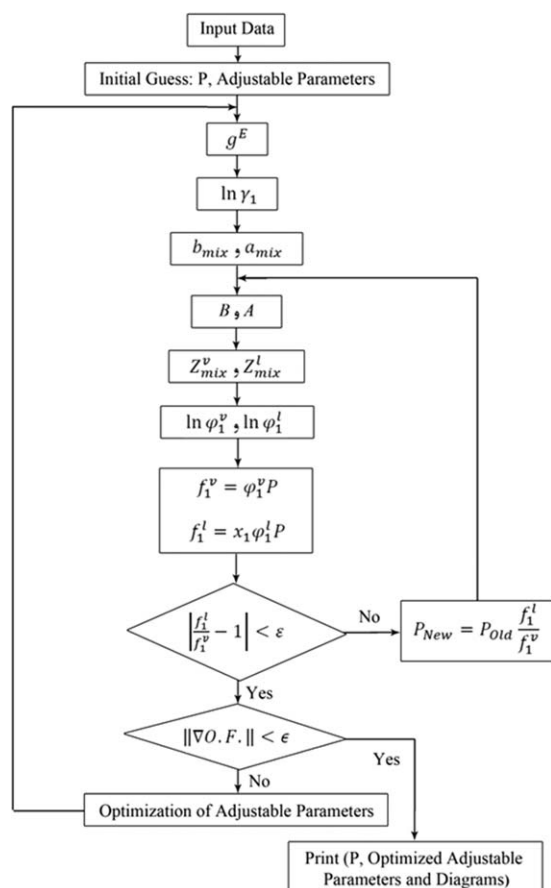 Input Data
Initial Guess: P, Adjustable Parameters
g^E
ln γ₁
b_mix , a_mix
B , A
Z^v_mix , Z^l_mix
ln φ^v_1 , ln φ^l_1
f^v_1 = φ^v_1 P
f^l_1 = x_1 φ^l_1 P
|f^l_1 / f^v_1 − 1| < ε
No
P_New = P_Old f^l_1 / f^v_1
Yes
‖∇O.F.‖ < ϵ
Yes
No
Optimization of Adjustable Parameters
Print (P, Optimized Adjustable
Parameters and Diagrams)